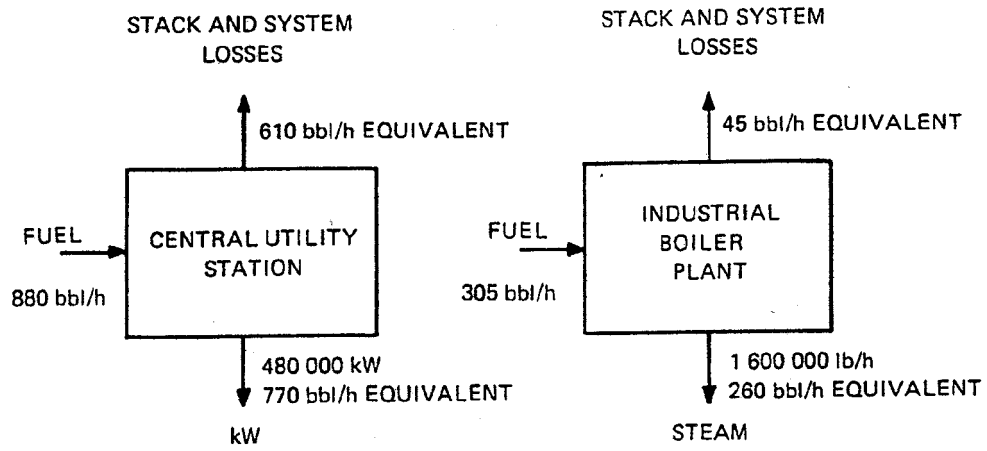 STACK AND SYSTEM
LOSSES
610 bbl/h EQUIVALENT
FUEL
880 bbl/h
CENTRAL UTILITY
STATION
480 000 kW
770 bbl/h EQUIVALENT
kW
STACK AND SYSTEM
LOSSES
45 bbl/h EQUIVALENT
FUEL
305 bbl/h
INDUSTRIAL
BOILER
PLANT
1 600 000 lb/h
260 bbl/h EQUIVALENT
STEAM